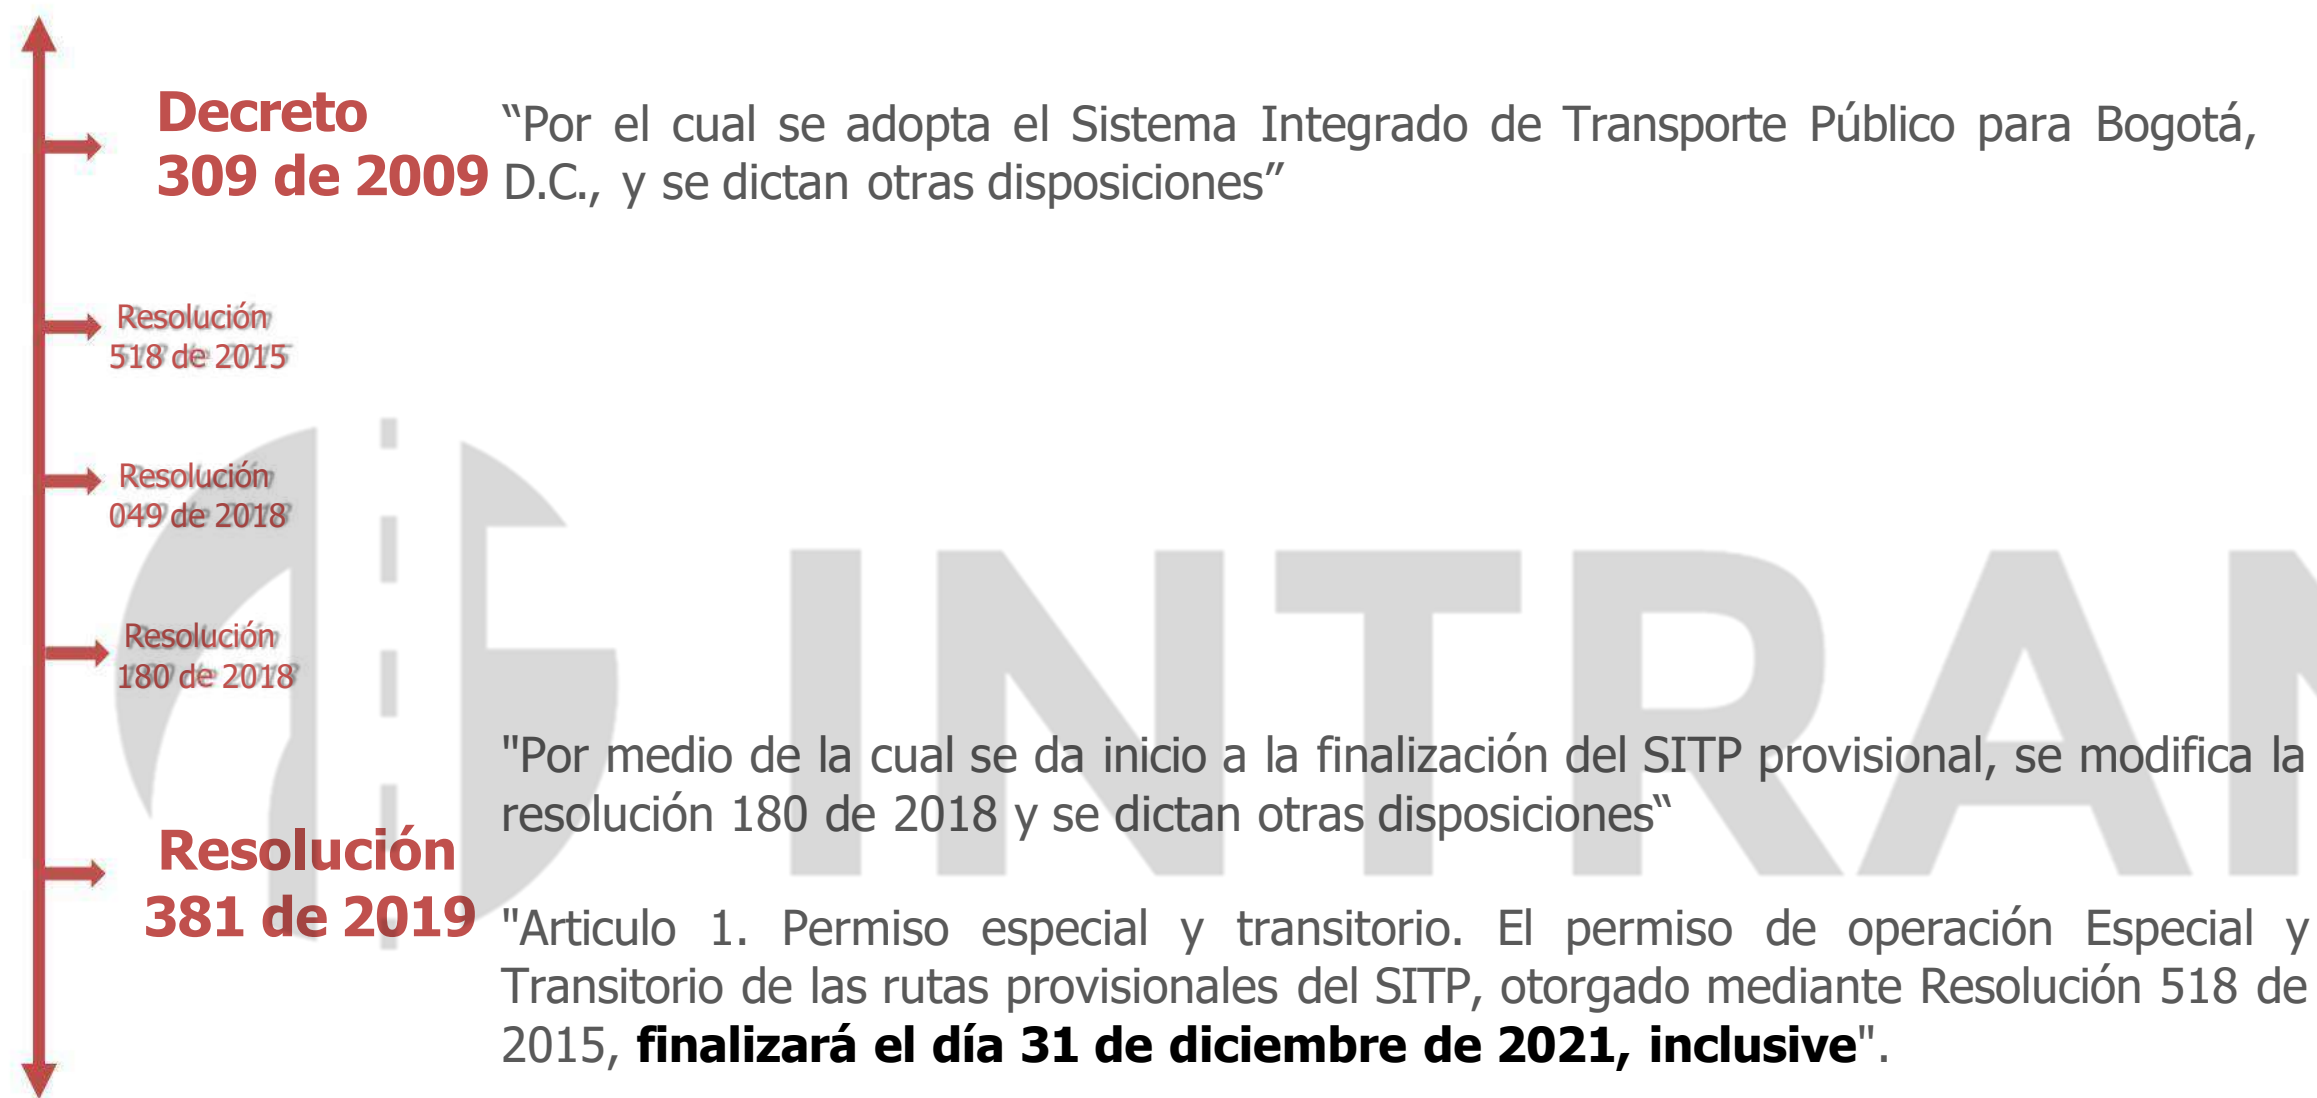 Decreto
309 de 2009
“Por el cual se adopta el Sistema Integrado de Transporte Público para Bogotá,
D.C., y se dictan otras disposiciones”
Resolución
518 de 2015
Resolución
049 de 2018
Resolución
180 de 2018
Resolución
381 de 2019
"Por medio de la cual se da inicio a la finalización del SITP provisional, se modifica la
resolución 180 de 2018 y se dictan otras disposiciones“
"Articulo 1. Permiso especial y transitorio. El permiso de operación Especial y
Transitorio de las rutas provisionales del SITP, otorgado mediante Resolución 518 de
2015, finalizará el día 31 de diciembre de 2021, inclusive".
INTRAN